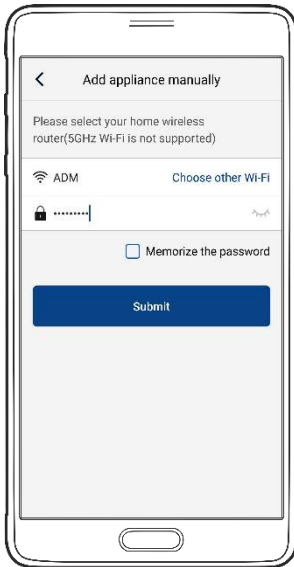 Add appliance manually
Please select your home wireless
router(5GHz Wi-Fi is not supported)
ADM Choose other Wi-Fi
•••••••••
Memorize the password
Submit